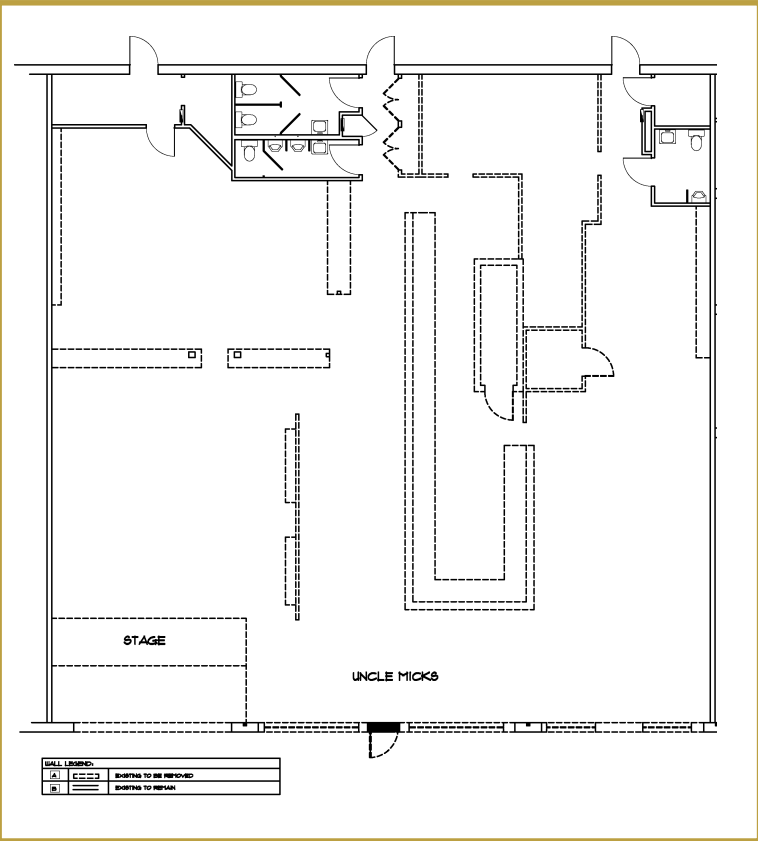 STAGE
UNCLE MICKS
WALL LEGEND:
A EXISTING TO BE REMOVED
B EXISTING TO REMAIN